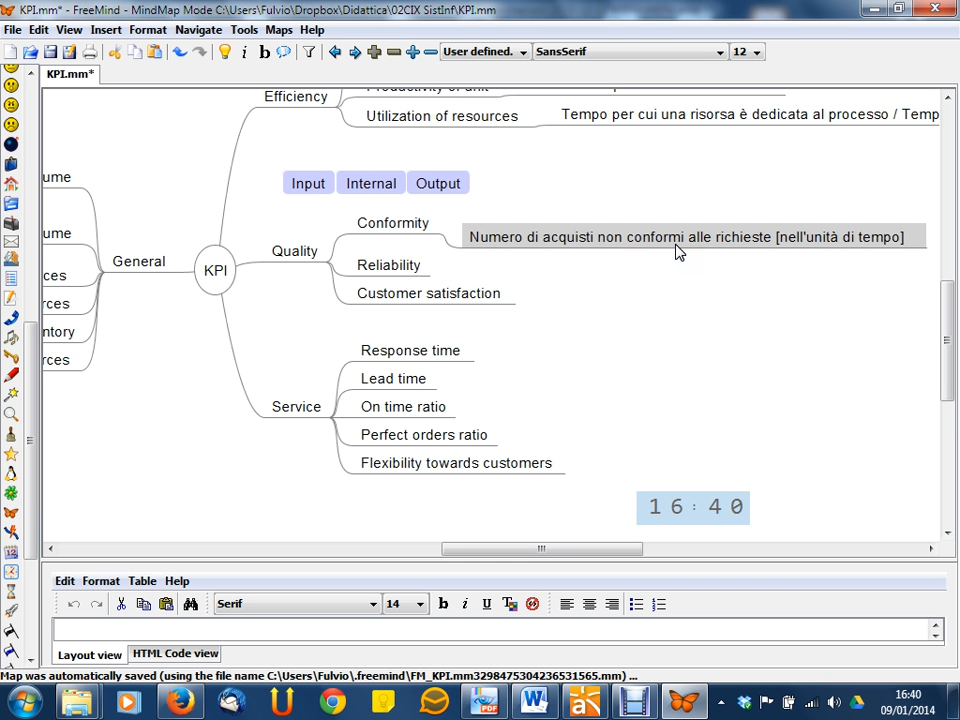 KPI.mm* - FreeMind - MindMap Mode C:\Users\Fulvio\Dropbox\Didattica\02CIX SistInf\KPI.mm
File Edit View Insert Format Navigate Tools Maps Help
User defined. SansSerif 12
KPI.mm*
Efficiency
Utilization of resources
Tempo per cui una risorsa è dedicata al processo / Temp
Input Internal Output
ume
ume
ces
rces
ntory
rces
General
KPI
Quality
Conformity
Numero di acquisti non conformi alle richieste [nell'unità di tempo]
Reliability
Customer satisfaction
Service
Response time
Lead time
On time ratio
Perfect orders ratio
Flexibility towards customers
16:40
Edit Format Table Help
Serif 14
Layout view HTML Code view
Map was automatically saved (using the file name C:\Users\Fulvio\.freemind\FM_KPI.mm3298475304236531565.mm) ...
16:40
09/01/2014